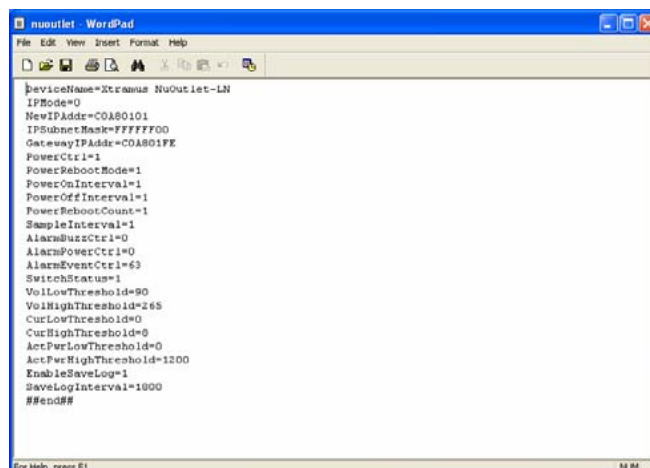 nuoutlet - WordPad
File Edit View Insert Format Help
DeviceName=Xtramus NuOutlet-LN
IPMode=0
NewIPAddr=C0A80101
IPSubnetMask=FFFFFF00
GatewayIPAddr=C0A801FE
PowerCtrl=1
PowerRebootMode=1
PowerOnInterval=1
PowerOffInterval=1
PowerRebootCount=1
SampleInterval=1
AlarmBuzzCtrl=0
AlarmPowerCtrl=0
AlarmEventCtrl=63
SwitchStatus=1
VolLowThreshold=90
VolHighThreshold=265
CurLowThreshold=0
CurHighThreshold=8
ActPwrLowThreshold=0
ActPwrHighThreshold=1200
EnableSaveLog=1
SaveLogInterval=1800
##end##
For Help, press F1
NUM